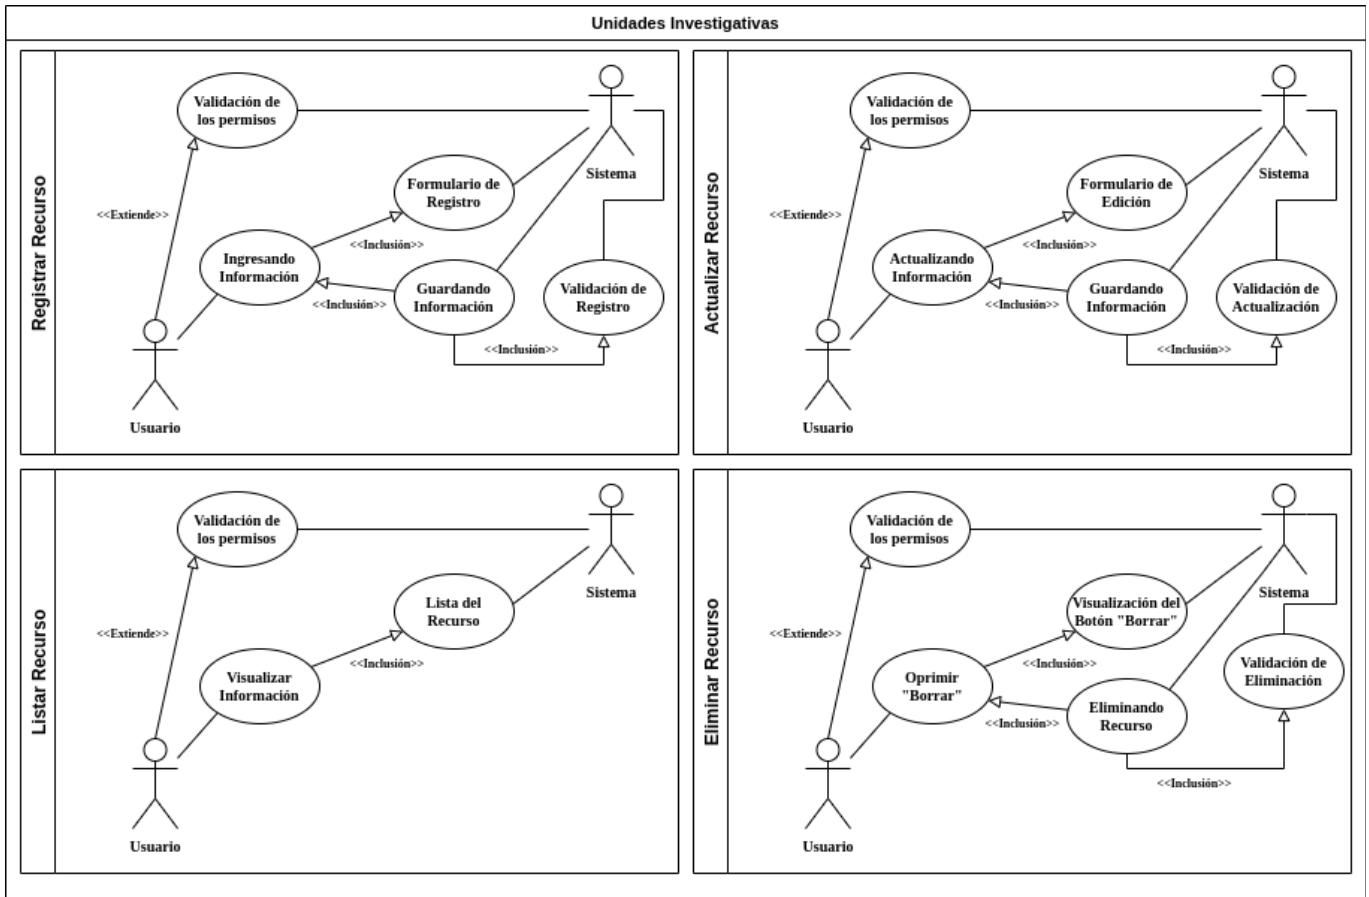 Unidades Investigativas
Registrar Recurso
Validación de
los permisos
Sistema
<<Extiende>>
Formulario de
Registro
<<Inclusión>>
Ingresando
Información
<<Inclusión>>
Guardando
Información
Validación de
Registro
<<Inclusión>>
Usuario
Actualizar Recurso
Validación de
los permisos
Sistema
<<Extiende>>
Formulario de
Edición
<<Inclusión>>
Actualizando
Información
<<Inclusión>>
Guardando
Información
Validación de
Actualización
<<Inclusión>>
Usuario
Listar Recurso
Validación de
los permisos
Sistema
<<Extiende>>
Lista del
Recurso
<<Inclusión>>
Visualizar
Información
Usuario
Eliminar Recurso
Validación de
los permisos
Sistema
<<Extiende>>
Visualización del
Botón "Borrar"
<<Inclusión>>
Oprimir
"Borrar"
<<Inclusión>>
Eliminando
Recurso
Validación de
Eliminación
<<Inclusión>>
Usuario